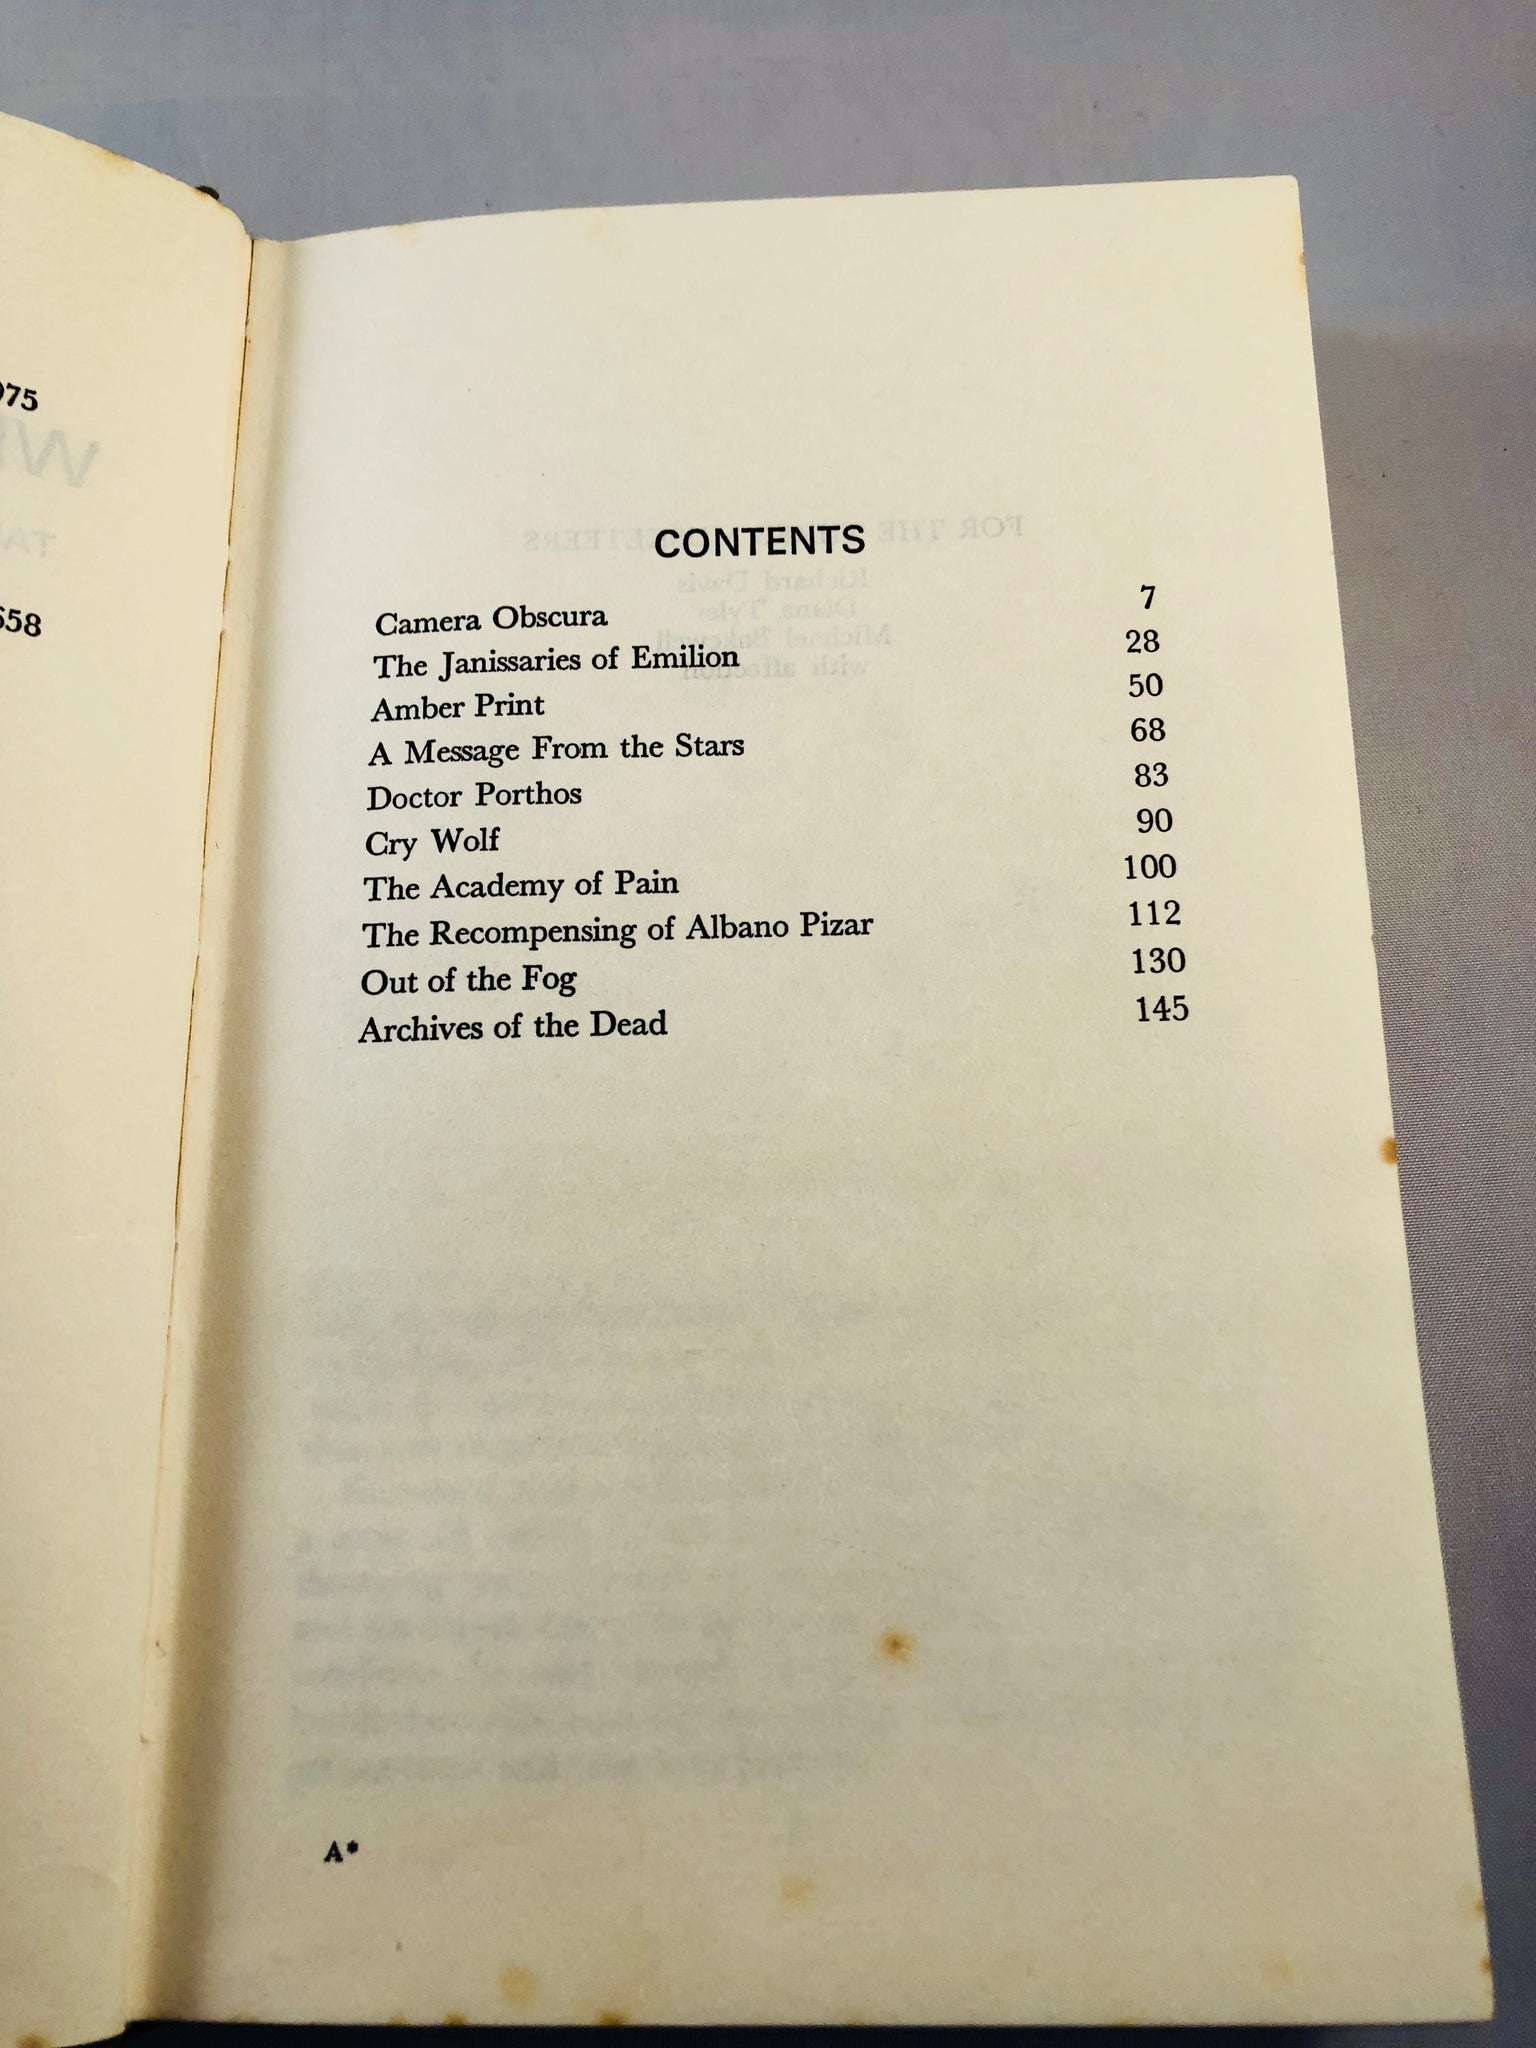 975
658
CONTENTS
Camera Obscura 7
The Janissaries of Emilion 28
Amber Print 50
A Message From the Stars 68
Doctor Porthos 83
Cry Wolf 90
The Academy of Pain 100
The Recompensing of Albano Pizar 112
Out of the Fog 130
Archives of the Dead 145
A*